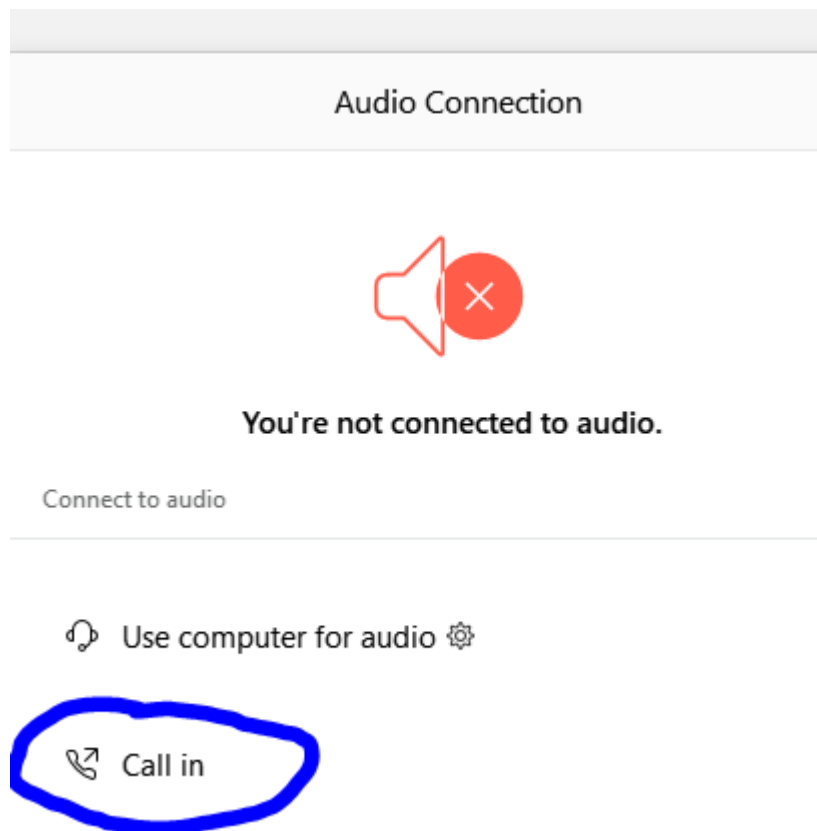 Audio Connection
You're not connected to audio.
Connect to audio
Use computer for audio
Call in